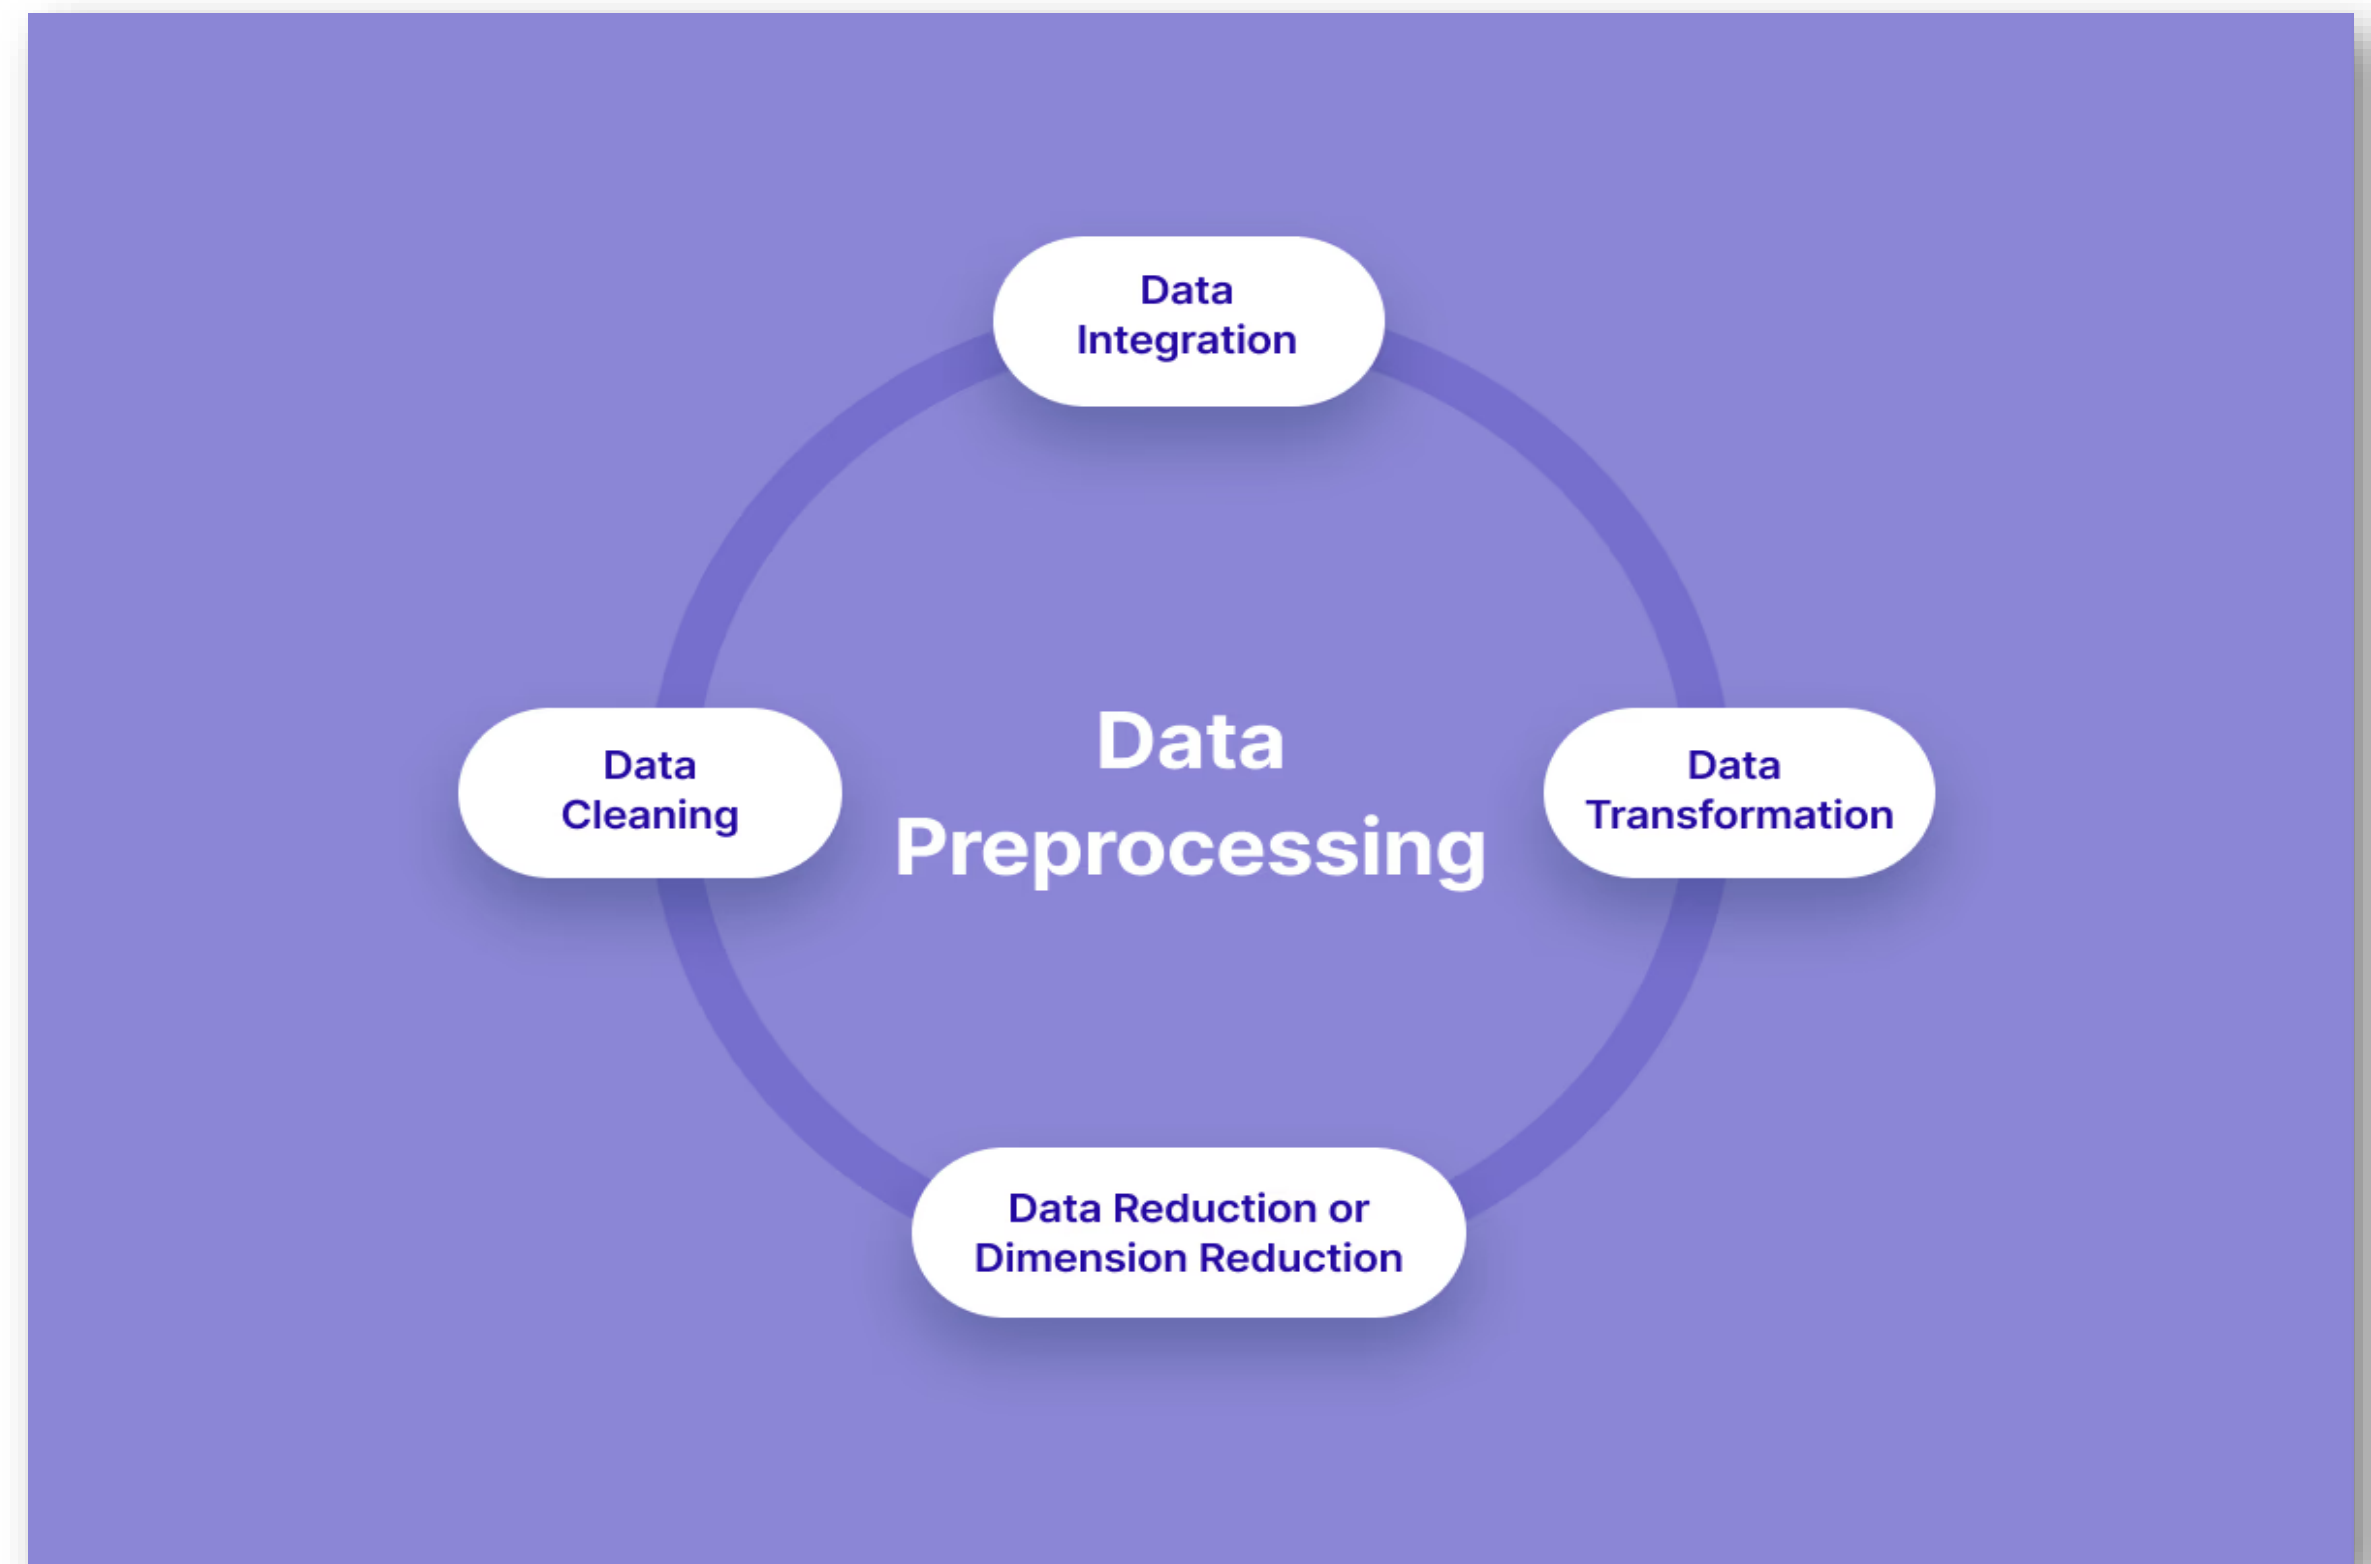 Data
Integration
Data
Cleaning
Data
Preprocessing
Data
Transformation
Data Reduction or
Dimension Reduction